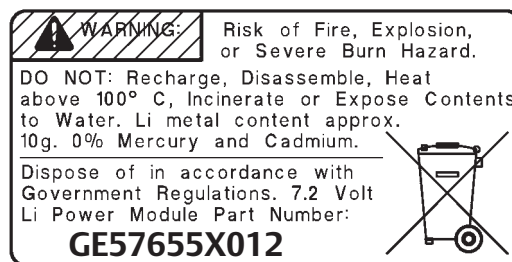 WARNING: Risk of Fire, Explosion,
or Severe Burn Hazard.
DO NOT: Recharge, Disassemble, Heat
above 100° C, Incinerate or Expose Contents
to Water. Li metal content approx.
10g. 0% Mercury and Cadmium.
Dispose of in accordance with
Government Regulations. 7.2 Volt
Li Power Module Part Number:
GE57655X012